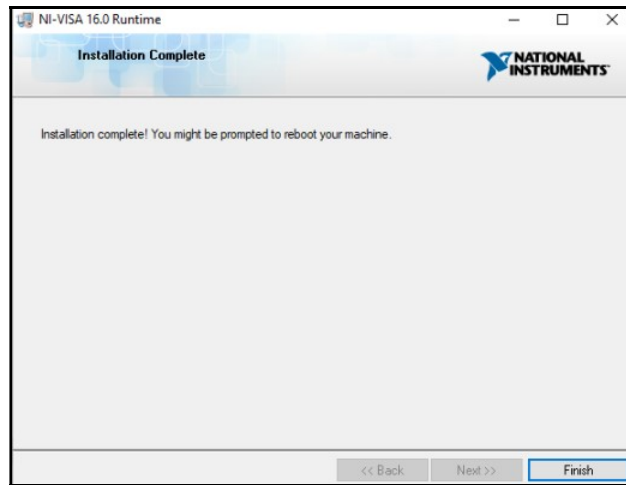 NI-VISA 16.0 Runtime
Installation Complete
NATIONAL
INSTRUMENTS™
Installation complete! You might be prompted to reboot your machine.
<< Back Next >> Finish